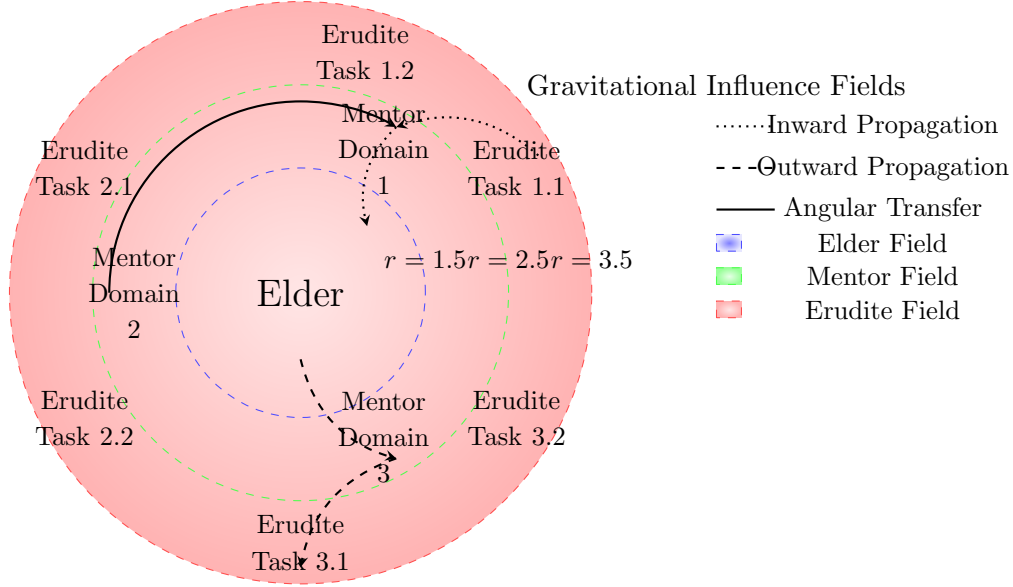 Erudite
Task 1.2
Gravitational Influence Fields
Mentor
Domain
1
Inward Propagation
Erudite
Task 2.1
Erudite
Task 1.1
Outward Propagation
Angular Transfer
Elder Field
Mentor Field
Erudite Field
Mentor
Domain
2
r = 1.5r = 2.5r = 3.5
Elder
Erudite
Task 2.2
Mentor
Domain
3
Erudite
Task 3.2
Erudite
Task 3.1